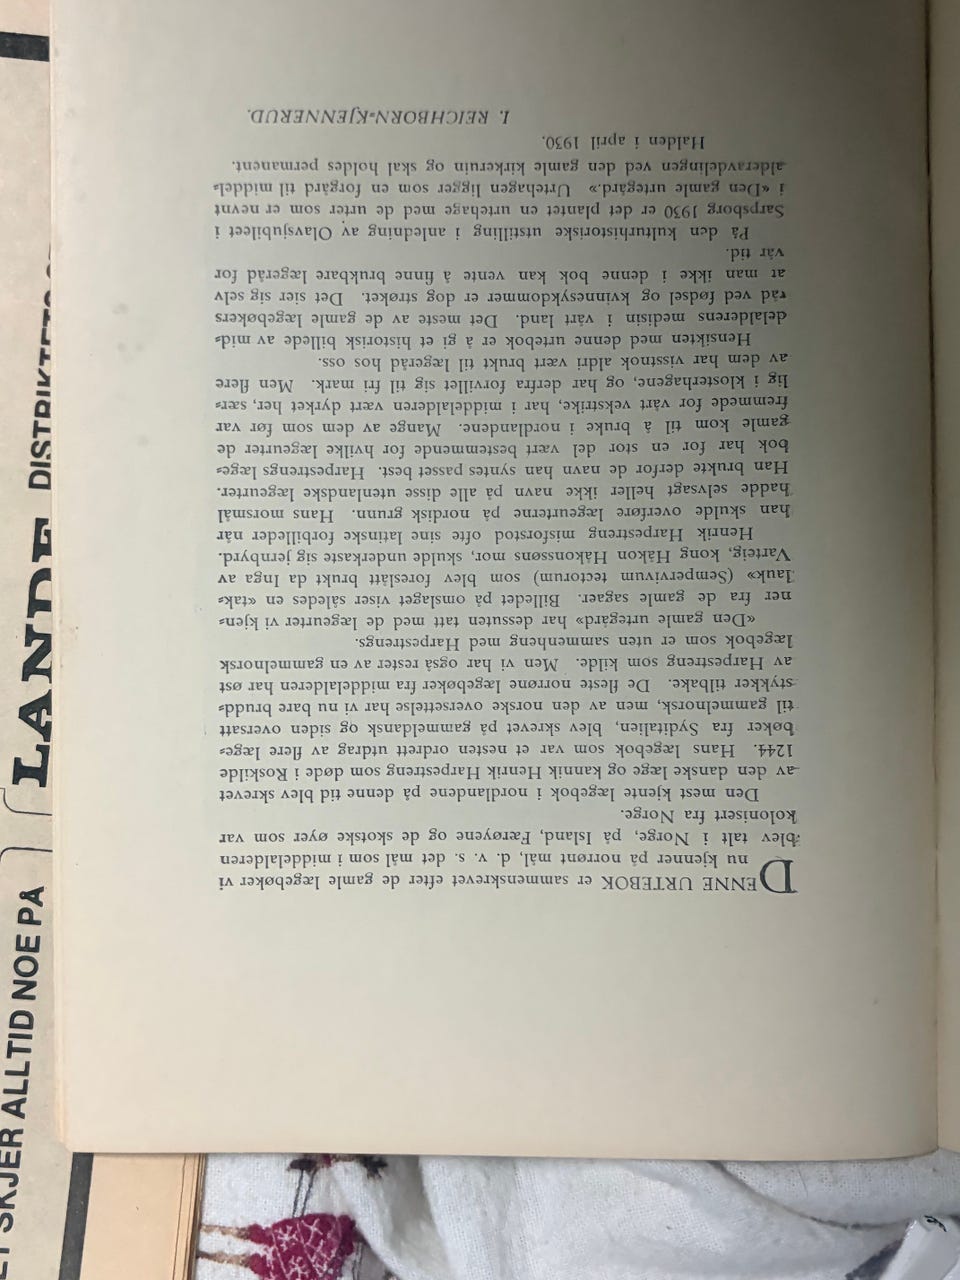 DENNE URTEBOK er sammenskrevet efter de gamle lægebøker vi
nu kjenner på norrønt mål, d. v. s. det mål som i middelalderen
blev talt i Norge, på Island, Færøyene og de skotske øyer som var
kolonisert fra Norge.
Den mest kjente lægebok i nordlandene på denne tid blev skrevet
av den danske læge og kannik Henrik Harpestreng som døde i Roskilde
1244. Hans lægebok som var et nesten ordrett utdrag av flere læge-
bøker fra Syditalien, blev skrevet på gammeldansk og siden oversatt
til gammelnorsk, men av den norske oversettelse har vi nu bare brudd-
stykker tilbake. De fleste norrøne lægebøker fra middelalderen har øst
av Harpestreng som kilde. Men vi har også rester av en gammelnorsk
lægebok som er uten sammenheng med Harpestrengs.
«Den gamle urtegård» har dessuten tatt med de lægeurter vi kjen-
ner fra de gamle sagaer. Billedet på omslaget viser således en «tak-
lauk» (Sempervivum tectorum) som blev foreslått brukt da Inga av
Varteig, kong Håkon Håkonssøns mor, skulde underkaste sig jernbyrd.
Henrik Harpestreng misforstod ofte sine latinske forbilleder når
han skulde overføre lægeurterne på nordisk grunn. Hans morsmål
hadde selvsagt heller ikke navn på alle disse utenlandske lægeurter.
Han brukte derfor de navn han syntes passet best. Harpestrengs læge-
bok har for en stor del vært bestemmende for hvilke lægeurter de
gamle kom til å bruke i nordlandene. Mange av dem som før var
fremmede for vårt vekstrike, har i middelalderen vært dyrket her, sær-
lig i klosterhagene, og har derfra forvillet sig til fri mark. Men flere
av dem har visstnok aldri vært brukt til lægeråd hos oss.
Hensikten med denne urtebok er å gi et historisk billede av mid-
delalderens medisin i vårt land. Det meste av de gamle lægebøkers
råd ved fødsel og kvinnesykdommer er dog strøket. Det sier sig selv
at man ikke i denne bok kan vente å finne brukbare lægeråd for
vår tid.
På den kulturhistoriske utstilling i anledning av Olavsjubileet i
Sarpsborg 1930 er det plantet en urtehage med de urter som er nevnt
i «Den gamle urtegård.» Urtehagen ligger som en forgård til middel-
alderavdelingen ved den gamle kirkeruin og skal holdes permanent.
Halden i april 1930.
I. REICHBORN-KJENNERUD.
SKJER ALLTID NOE PÅ
LANDE DISTRIKTETS